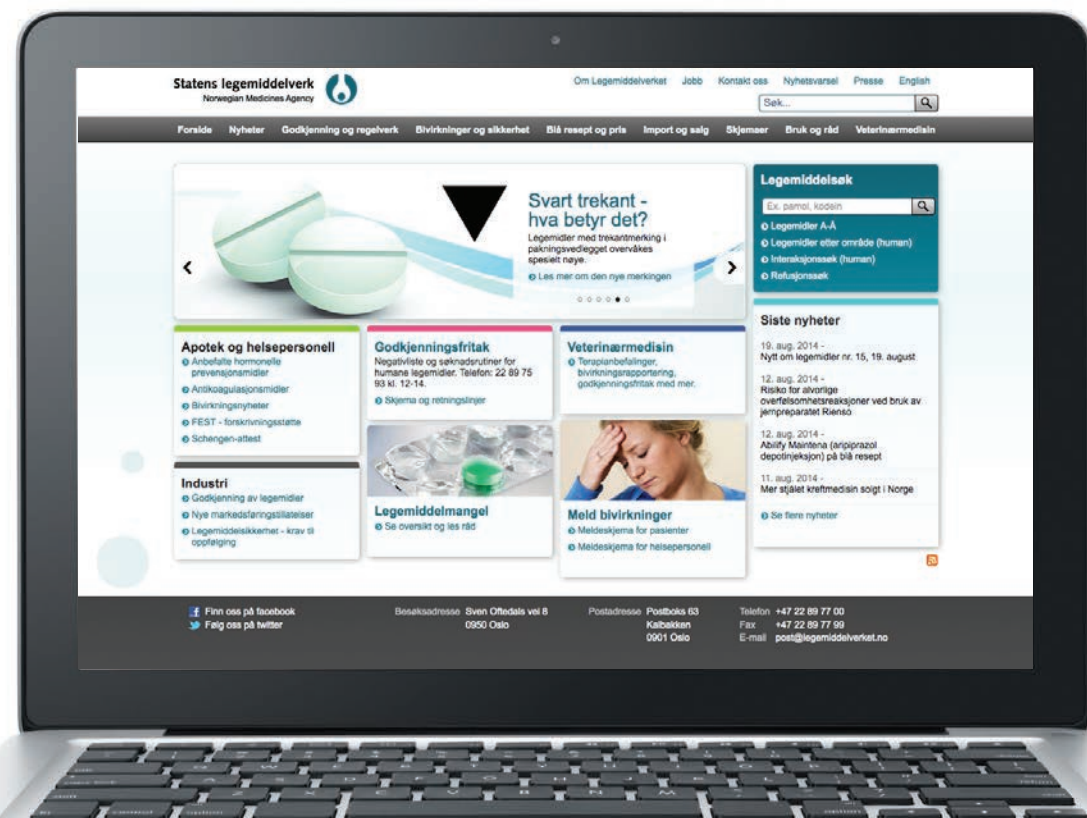 Statens legemiddelverk
Norwegian Medicines Agency
Om Legemiddelverket Jobb Kontakt oss Nyhetsvarsel Presse English
Søk...
Forside Nyheter Godkjenning og regelverk Bivirkninger og sikkerhet Blå resept og pris Import og salg Skjemaer Bruk og råd Veterinærmedisin
Svart trekant -
hva betyr det?
Legemidler med trekantmerking i
pakningsvedlegget overvåkes
spesielt nøye.
Les mer om den nye merkingen
Legemiddelsøk
Ex. pamol, kodein
Legemidler A-Å
Legemidler etter område (human)
Interaksjonssøk (human)
Refusjonssøk
Apotek og helsepersonell
Anbefalte hormonelle
prevensjonsmidler
Antikoagulasjonsmidler
Bivirkningsnyheter
FEST - forskrivningsstøtte
Schengen-attest
Godkjenningsfritak
Negativliste og søknadsrutiner for
humane legemidler. Telefon: 22 89 75
93 kl. 12-14.
Skjema og retningslinjer
Veterinærmedisin
Terapianbefalinger,
bivirkningsrapportering,
godkjenningsfritak med mer.
Siste nyheter
19. aug. 2014 -
Nytt om legemidler nr. 15, 19. august
12. aug. 2014 -
Risiko for alvorlige
overfølsomhetsreaksjoner ved bruk av
jernpreparatet Rienso
12. aug. 2014 -
Abilify Maintena (aripiprazol
depotinjeksjon) på blå resept
11. aug. 2014 -
Mer stjålet kreftmedisin solgt i Norge
Se flere nyheter
Industri
Godkjenning av legemidler
Nye markedsføringstillatelser
Legemiddelsikkerhet - krav til
oppfølging
Legemiddelmangel
Se oversikt og les råd
Meld bivirkninger
Meldeskjema for pasienter
Meldeskjema for helsepersonell
Finn oss på facebook
Følg oss på twitter
Besøksadresse Sven Oftedals vei 8
0950 Oslo
Postadresse Postboks 63
Kalbakken
0901 Oslo
Telefon +47 22 89 77 00
Fax +47 22 89 77 99
E-mail post@legemiddelverket.no